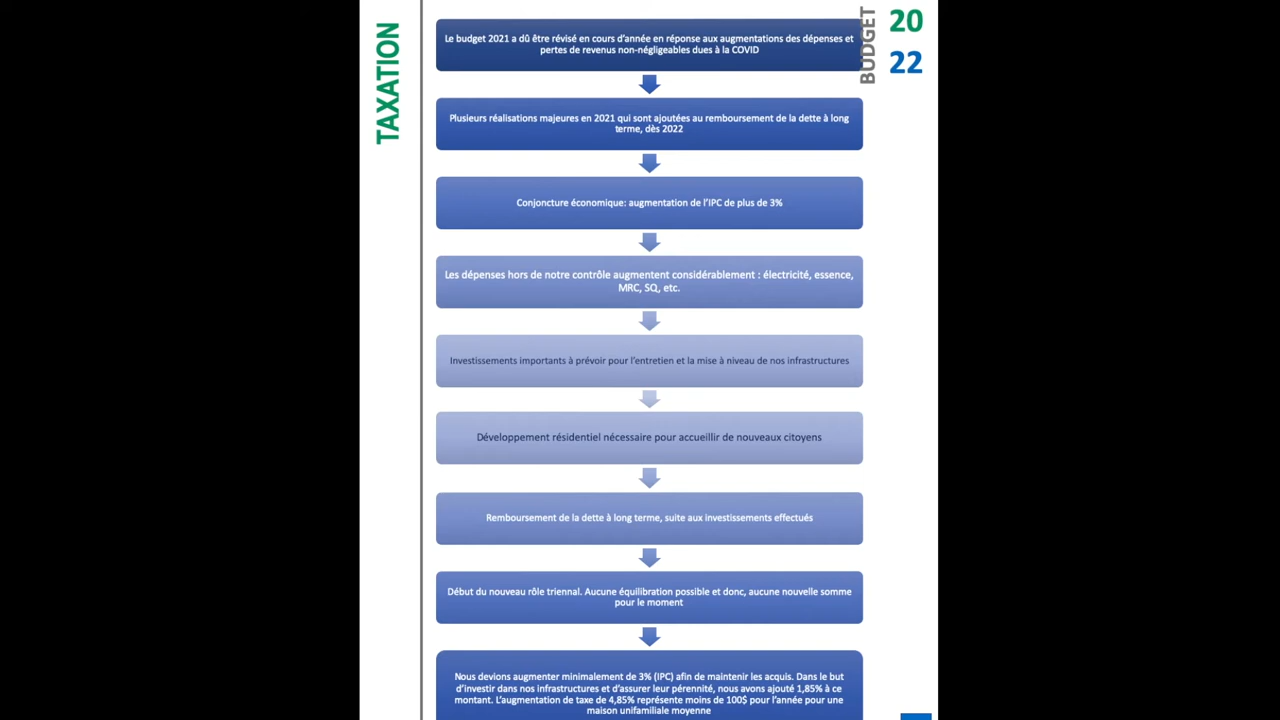 TAXATION
BUDGET
20
22
Le budget 2021 a dû être révisé en cours d'année en réponse aux augmentations des dépenses et
pertes de revenus non-négligeables dues à la COVID
Plusieurs réalisations majeures en 2021 qui sont ajoutées au remboursement de la dette à long
terme, dès 2022
Conjoncture économique: augmentation de l'IPC de plus de 3%
Les dépenses hors de notre contrôle augmentent considérablement : électricité, essence,
MRC, SQ, etc.
Investissements importants à prévoir pour l'entretien et la mise à niveau de nos infrastructures
Développement résidentiel nécessaire pour accueillir de nouveaux citoyens
Remboursement de la dette à long terme, suite aux investissements effectués
Début du nouveau rôle triennal. Aucune équilibration possible et donc, aucune nouvelle somme
pour le moment
Nous devions augmenter minimalement de 3% (IPC) afin de maintenir les acquis. Dans le but
d'investir dans nos infrastructures et d'assurer leur pérennité, nous avons ajouté 1,85% à ce
montant. L'augmentation de taxe de 4,85% représente moins de 100$ pour l'année pour une
maison unifamiliale moyenne